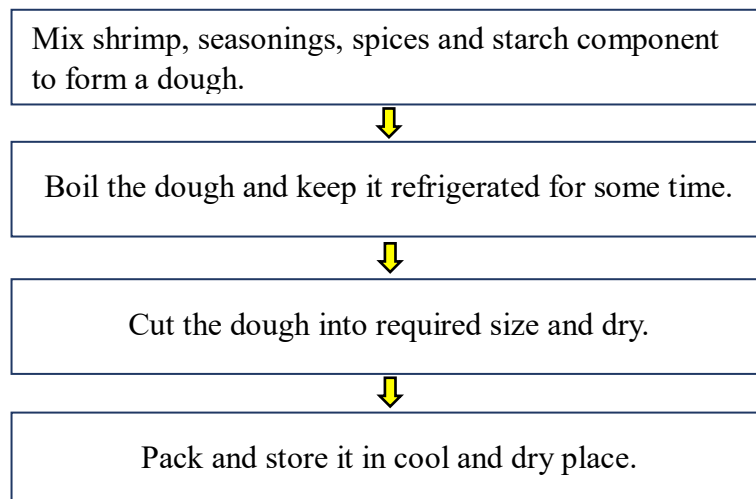 Mix shrimp, seasonings, spices and starch component
to form a dough.
Boil the dough and keep it refrigerated for some time.
Cut the dough into required size and dry.
Pack and store it in cool and dry place.